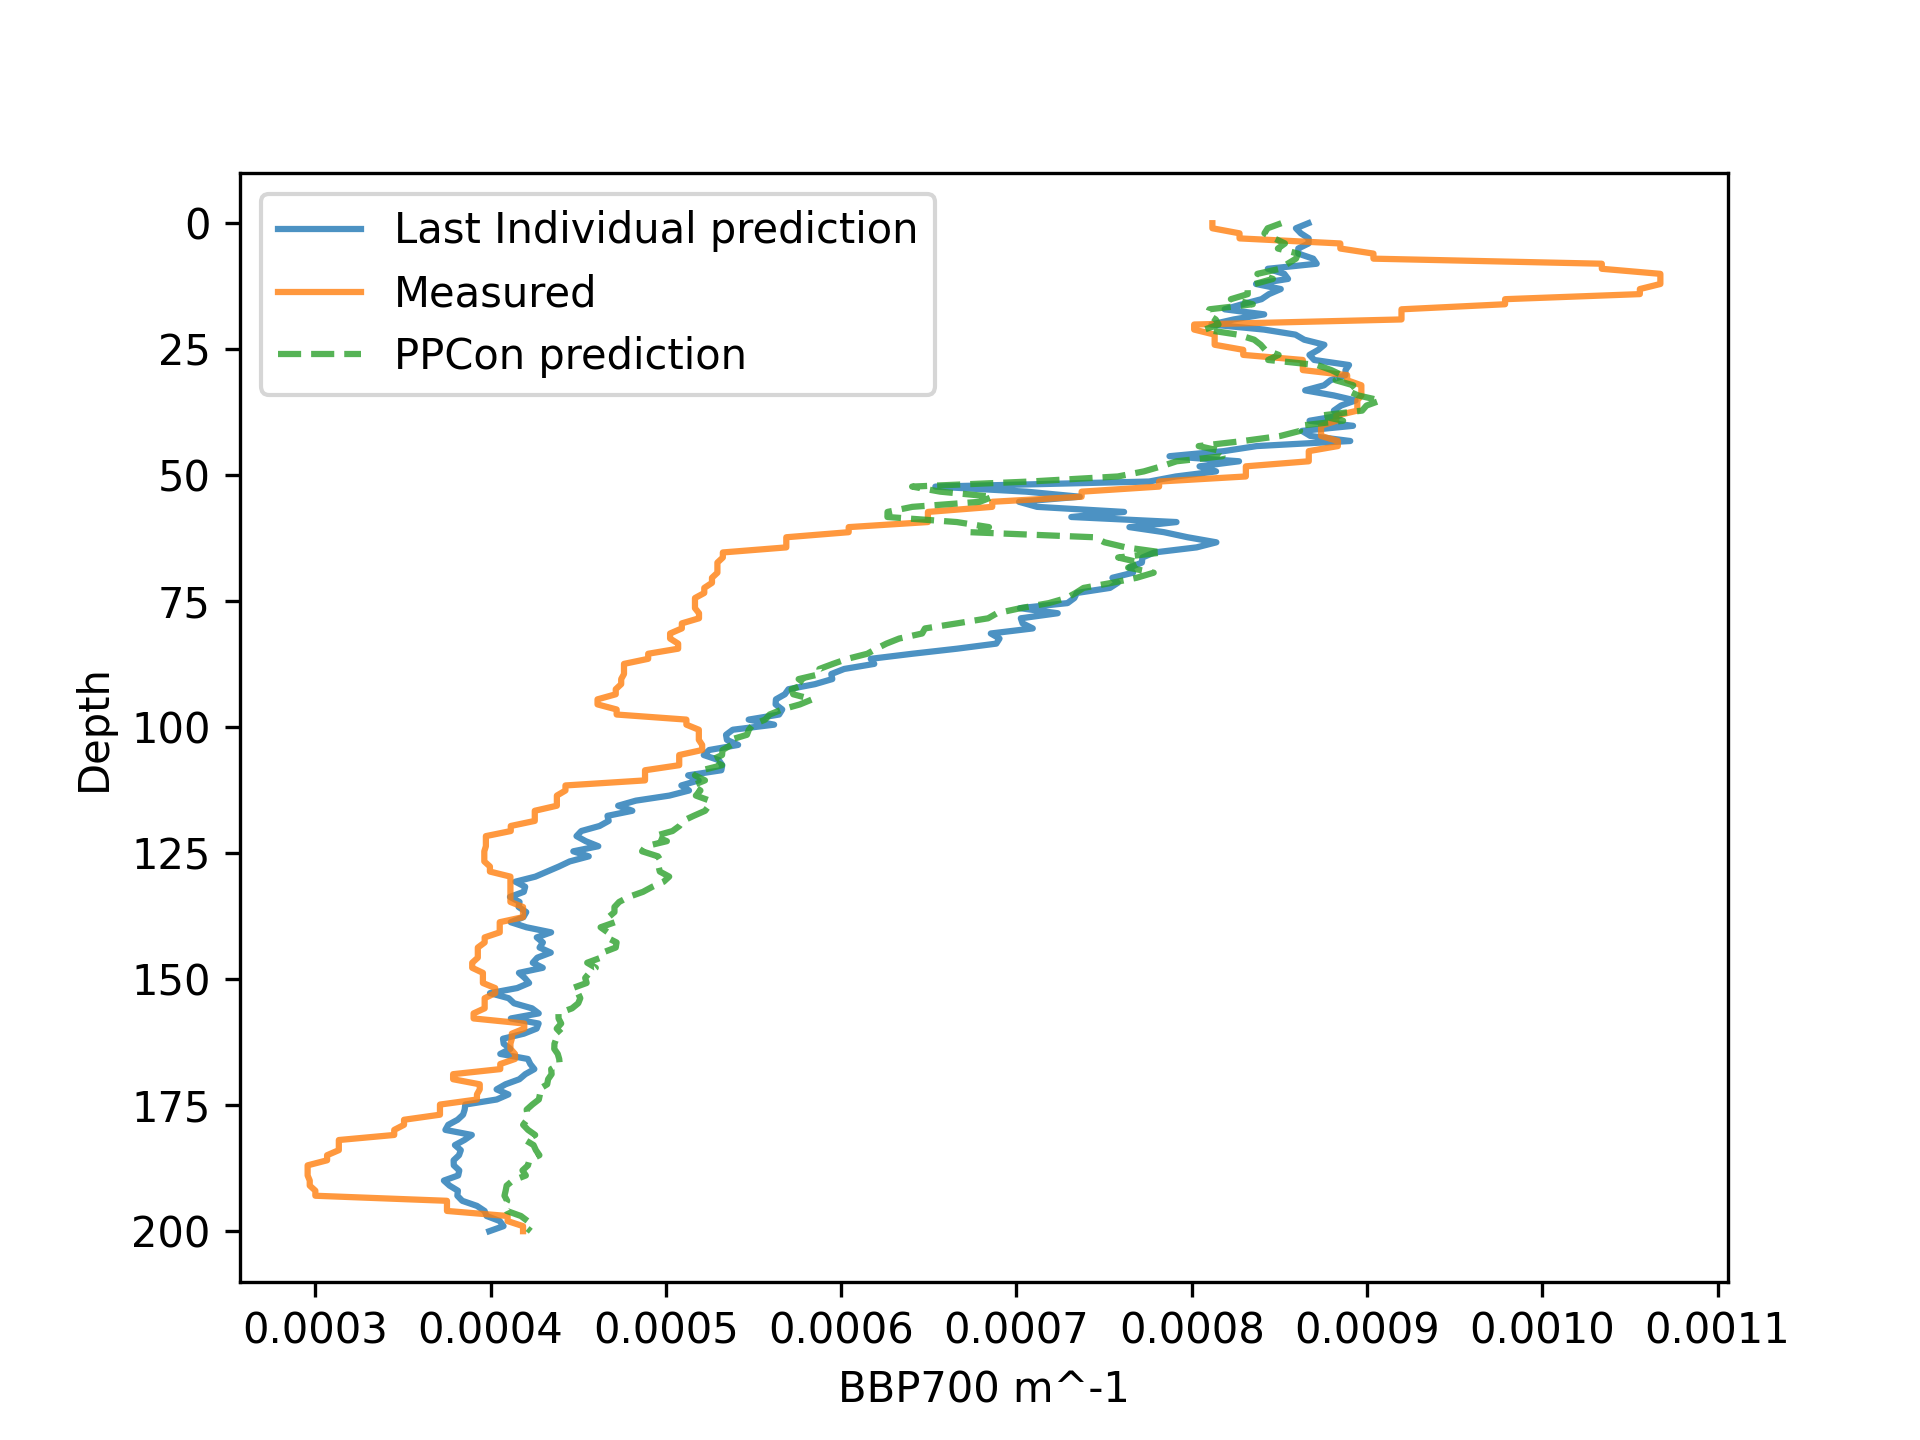 Last Individual prediction
Measured
PPCon prediction
0
25
50
75
100
125
150
175
200
Depth
0.0003 0.0004 0.0005 0.0006 0.0007 0.0008 0.0009 0.0010 0.0011
BBP700 m^-1